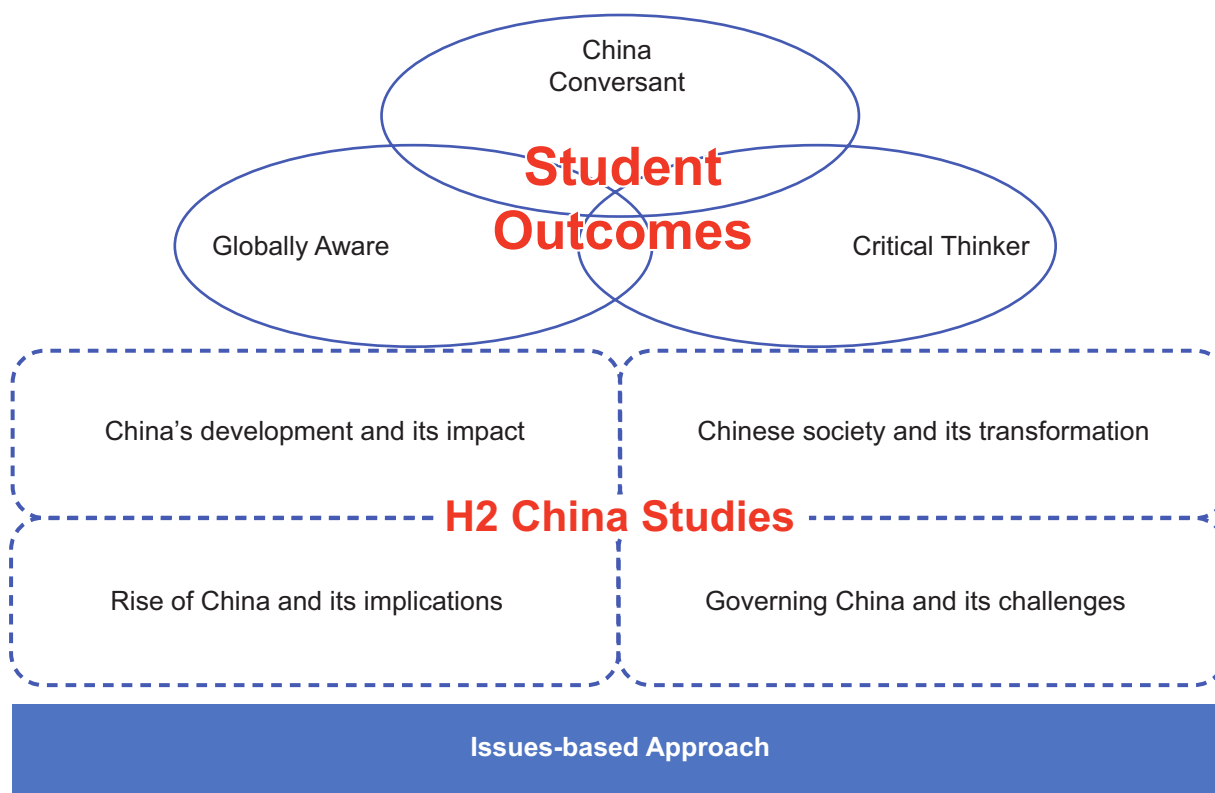 China
Conversant
Student
Outcomes
Globally Aware
Critical Thinker
China’s development and its impact
Chinese society and its transformation
H2 China Studies
Rise of China and its implications
Governing China and its challenges
Issues-based Approach